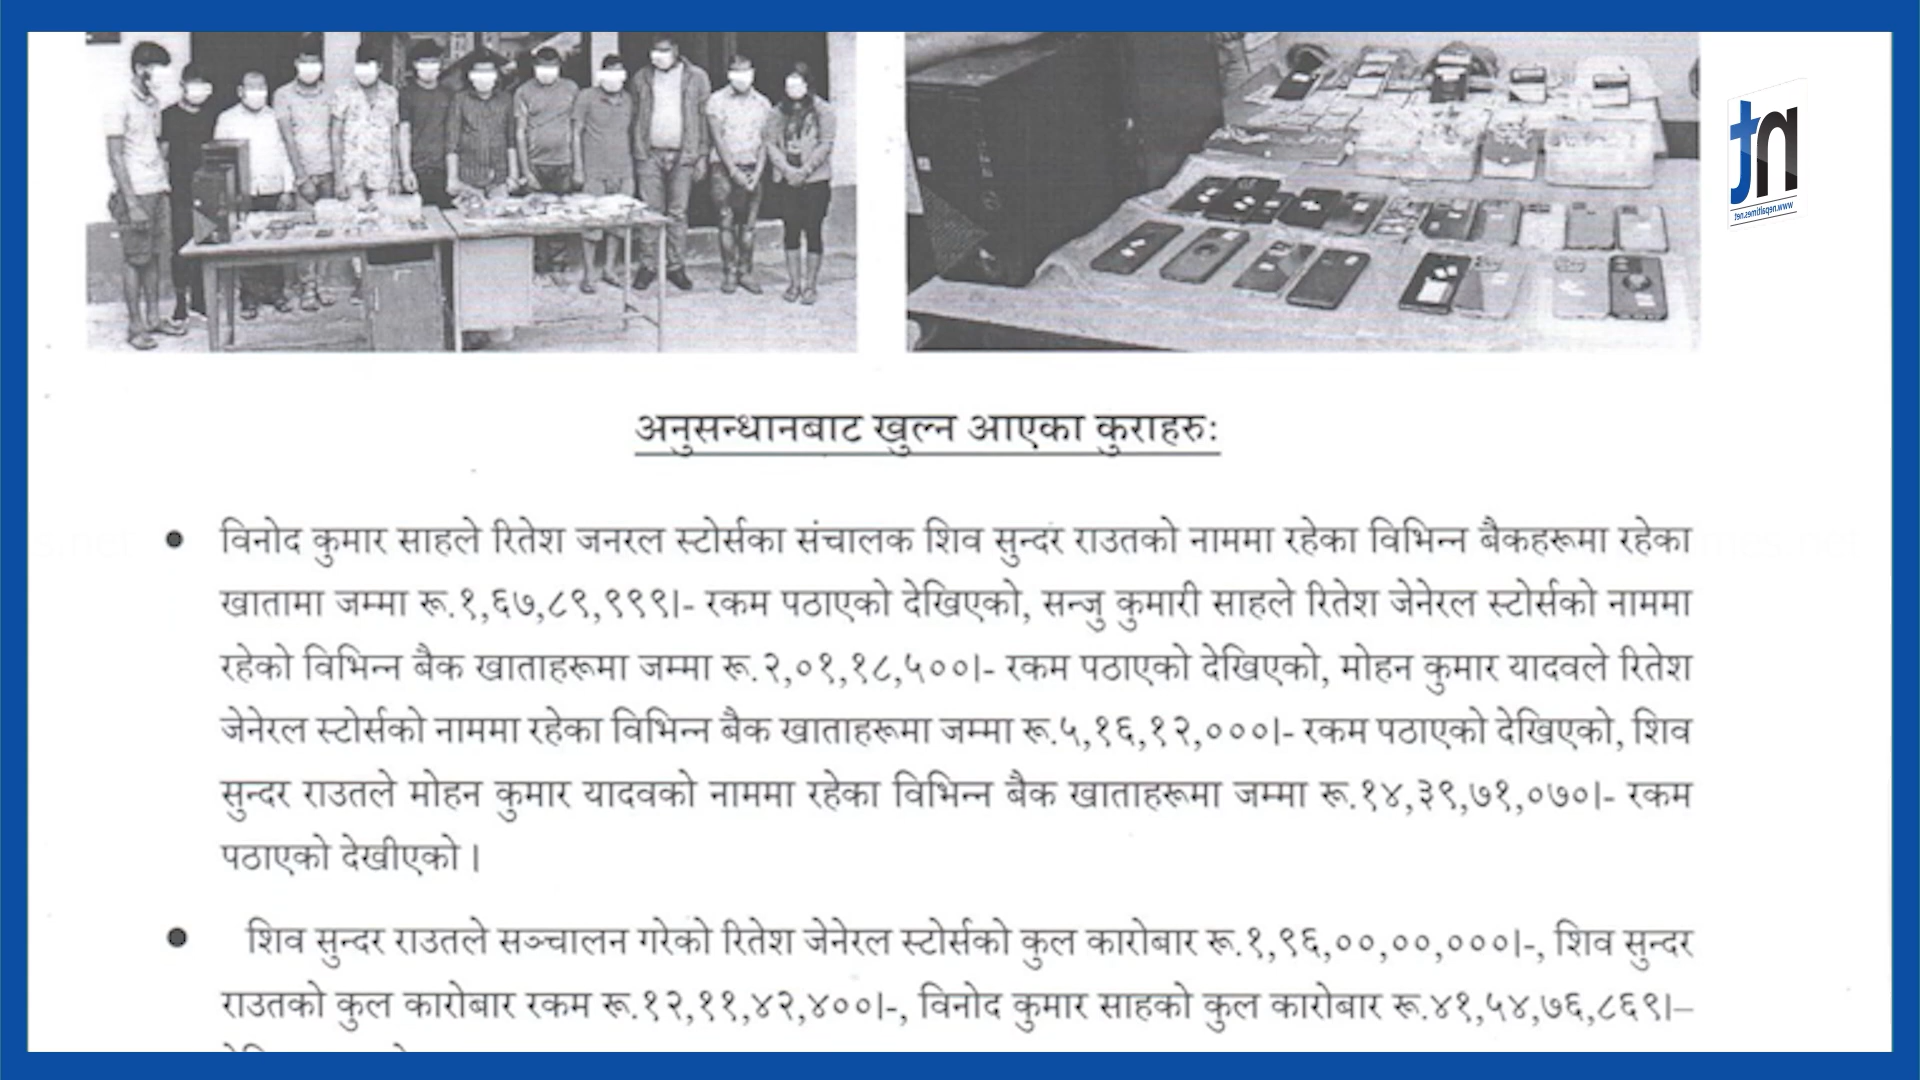 tn
www.nepaltimes.net
अनुसन्धानबाट खुल्न आएका कुराहरुः
● विनोद कुमार साहले रितेश जनरल स्टोर्सका संचालक शिव सुन्दर राउतको नाममा रहेका विभिन्न बैकहरूमा रहेका
खातामा जम्मा रू.१,६७,८९,९९९।- रकम पठाएको देखिएको, सन्जु कुमारी साहले रितेश जेनेरल स्टोर्सको नाममा
रहेको विभिन्न बैक खाताहरूमा जम्मा रू.२,०१,१८,५००।- रकम पठाएको देखिएको, मोहन कुमार यादवले रितेश
जेनेरल स्टोर्सको नाममा रहेका विभिन्न बैक खाताहरूमा जम्मा रू.५,१६,१२,०००।- रकम पठाएको देखिएको, शिव
सुन्दर राउतले मोहन कुमार यादवको नाममा रहेका विभिन्न बैक खाताहरूमा जम्मा रू.१४,३९,७१,०७०।- रकम
पठाएको देखीएको ।
● शिव सुन्दर राउतले सञ्चालन गरेको रितेश जेनेरल स्टोर्सको कुल कारोबार रू.१,९६,००,००,०००।-, शिव सुन्दर
राउतको कुल कारोबार रकम रू.१२,११,४२,४००।-, विनोद कुमार साहको कुल कारोबार रू.४१,५४,७६,८६९।–